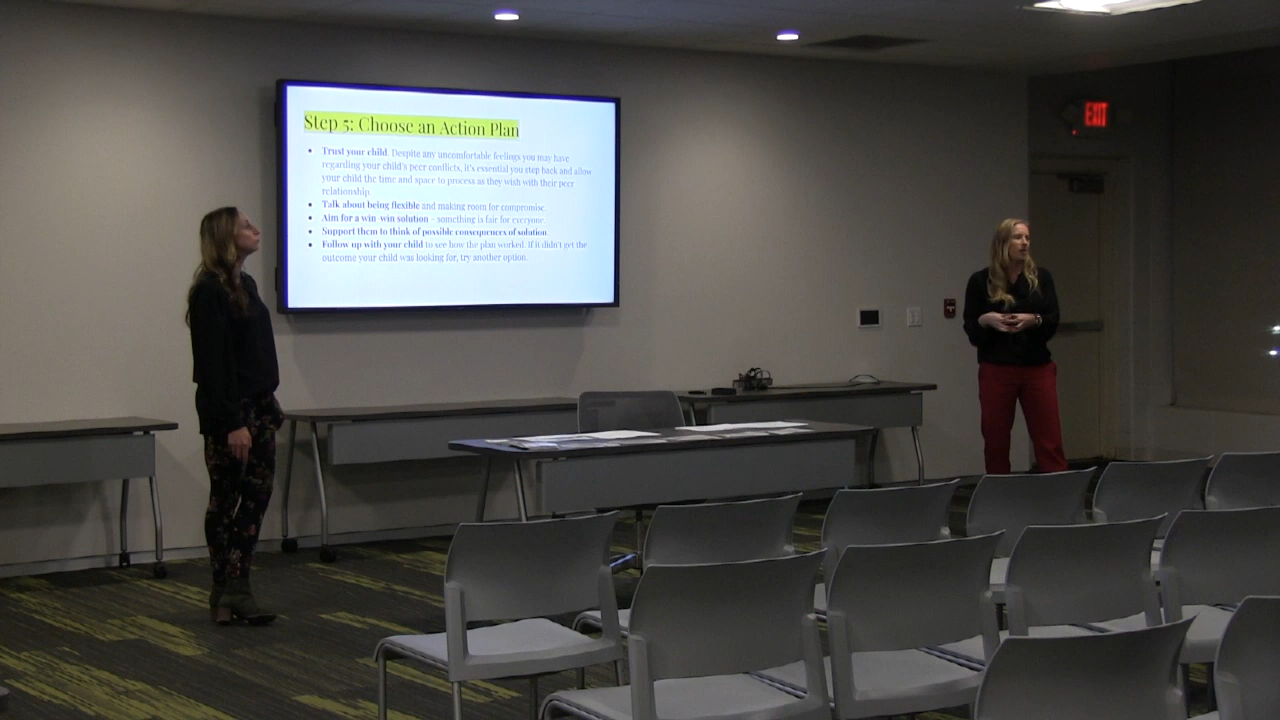 Step 5: Choose an Action Plan
• Trust your child. Despite any uncomfortable feelings you may have
regarding your child's peer conflicts, it's essential you step back and allow
your child the time and space to process as they wish with their peer
relationship.
• Talk about being flexible and making room for compromise.
• Aim for a win-win solution – something is fair for everyone.
• Support them to think of possible consequences of solution
• Follow up with your child to see how the plan worked. If it didn't get the
outcome your child was looking for, try another option.
EXIT